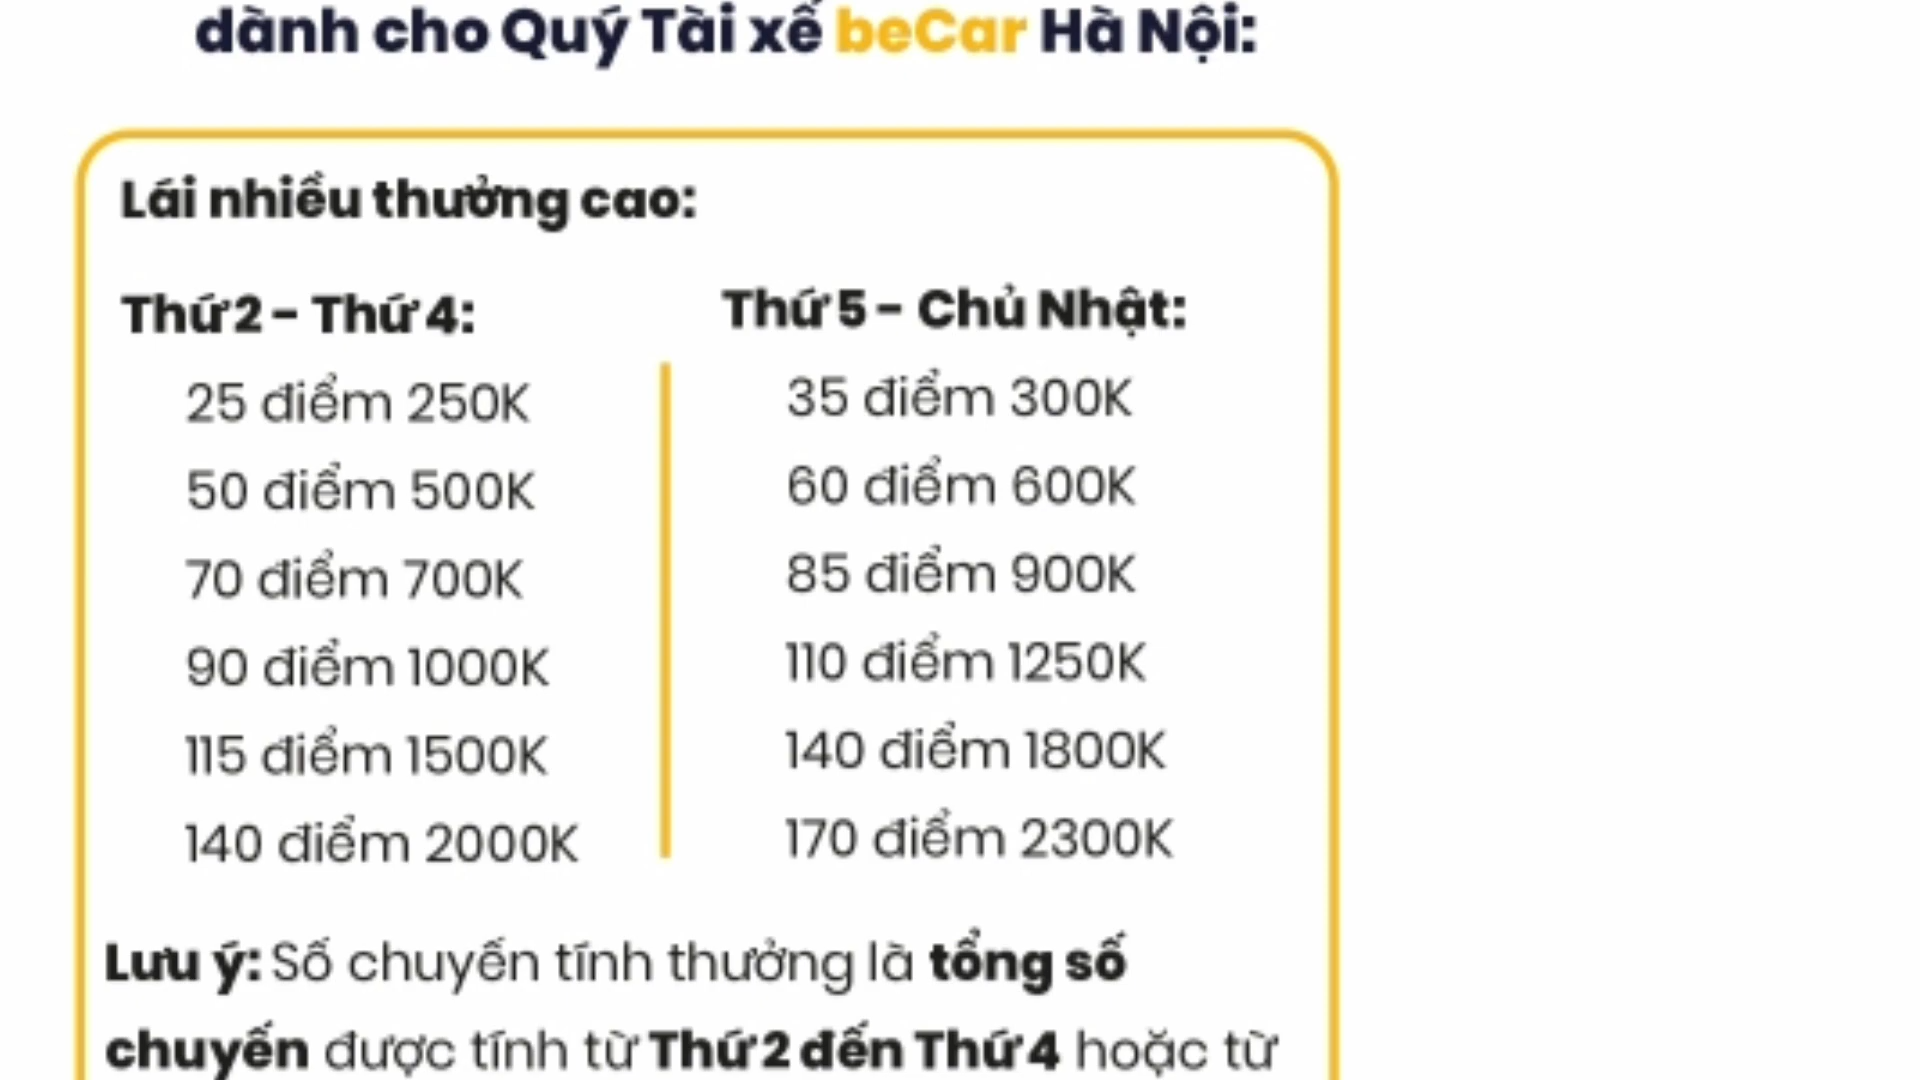 dành cho Quý Tài xế beCar Hà Nội:
Lái nhiều thưởng cao:
Thứ 2 - Thứ 4:
25 điểm 250K
50 điểm 500K
70 điểm 700K
90 điểm 1000K
115 điểm 1500K
140 điểm 2000K
Thứ 5 - Chủ Nhật:
35 điểm 300K
60 điểm 600K
85 điểm 900K
110 điểm 1250K
140 điểm 1800K
170 điểm 2300K
Lưu ý: Số chuyến tính thưởng là tổng số
chuyến được tính từ Thứ 2 đến Thứ 4 hoặc từ